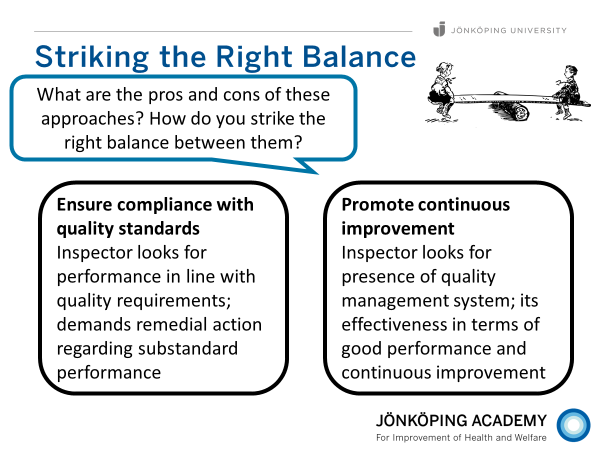 JÖNKÖPING UNIVERSITY
Striking the Right Balance
What are the pros and cons of these
approaches? How do you strike the
right balance between them?
Ensure compliance with
quality standards
Inspector looks for
performance in line with
quality requirements;
demands remedial action
regarding substandard
performance
Promote continuous
improvement
Inspector looks for
presence of quality
management system; its
effectiveness in terms of
good performance and
continuous improvement
JÖNKÖPING ACADEMY
For Improvement of Health and Welfare